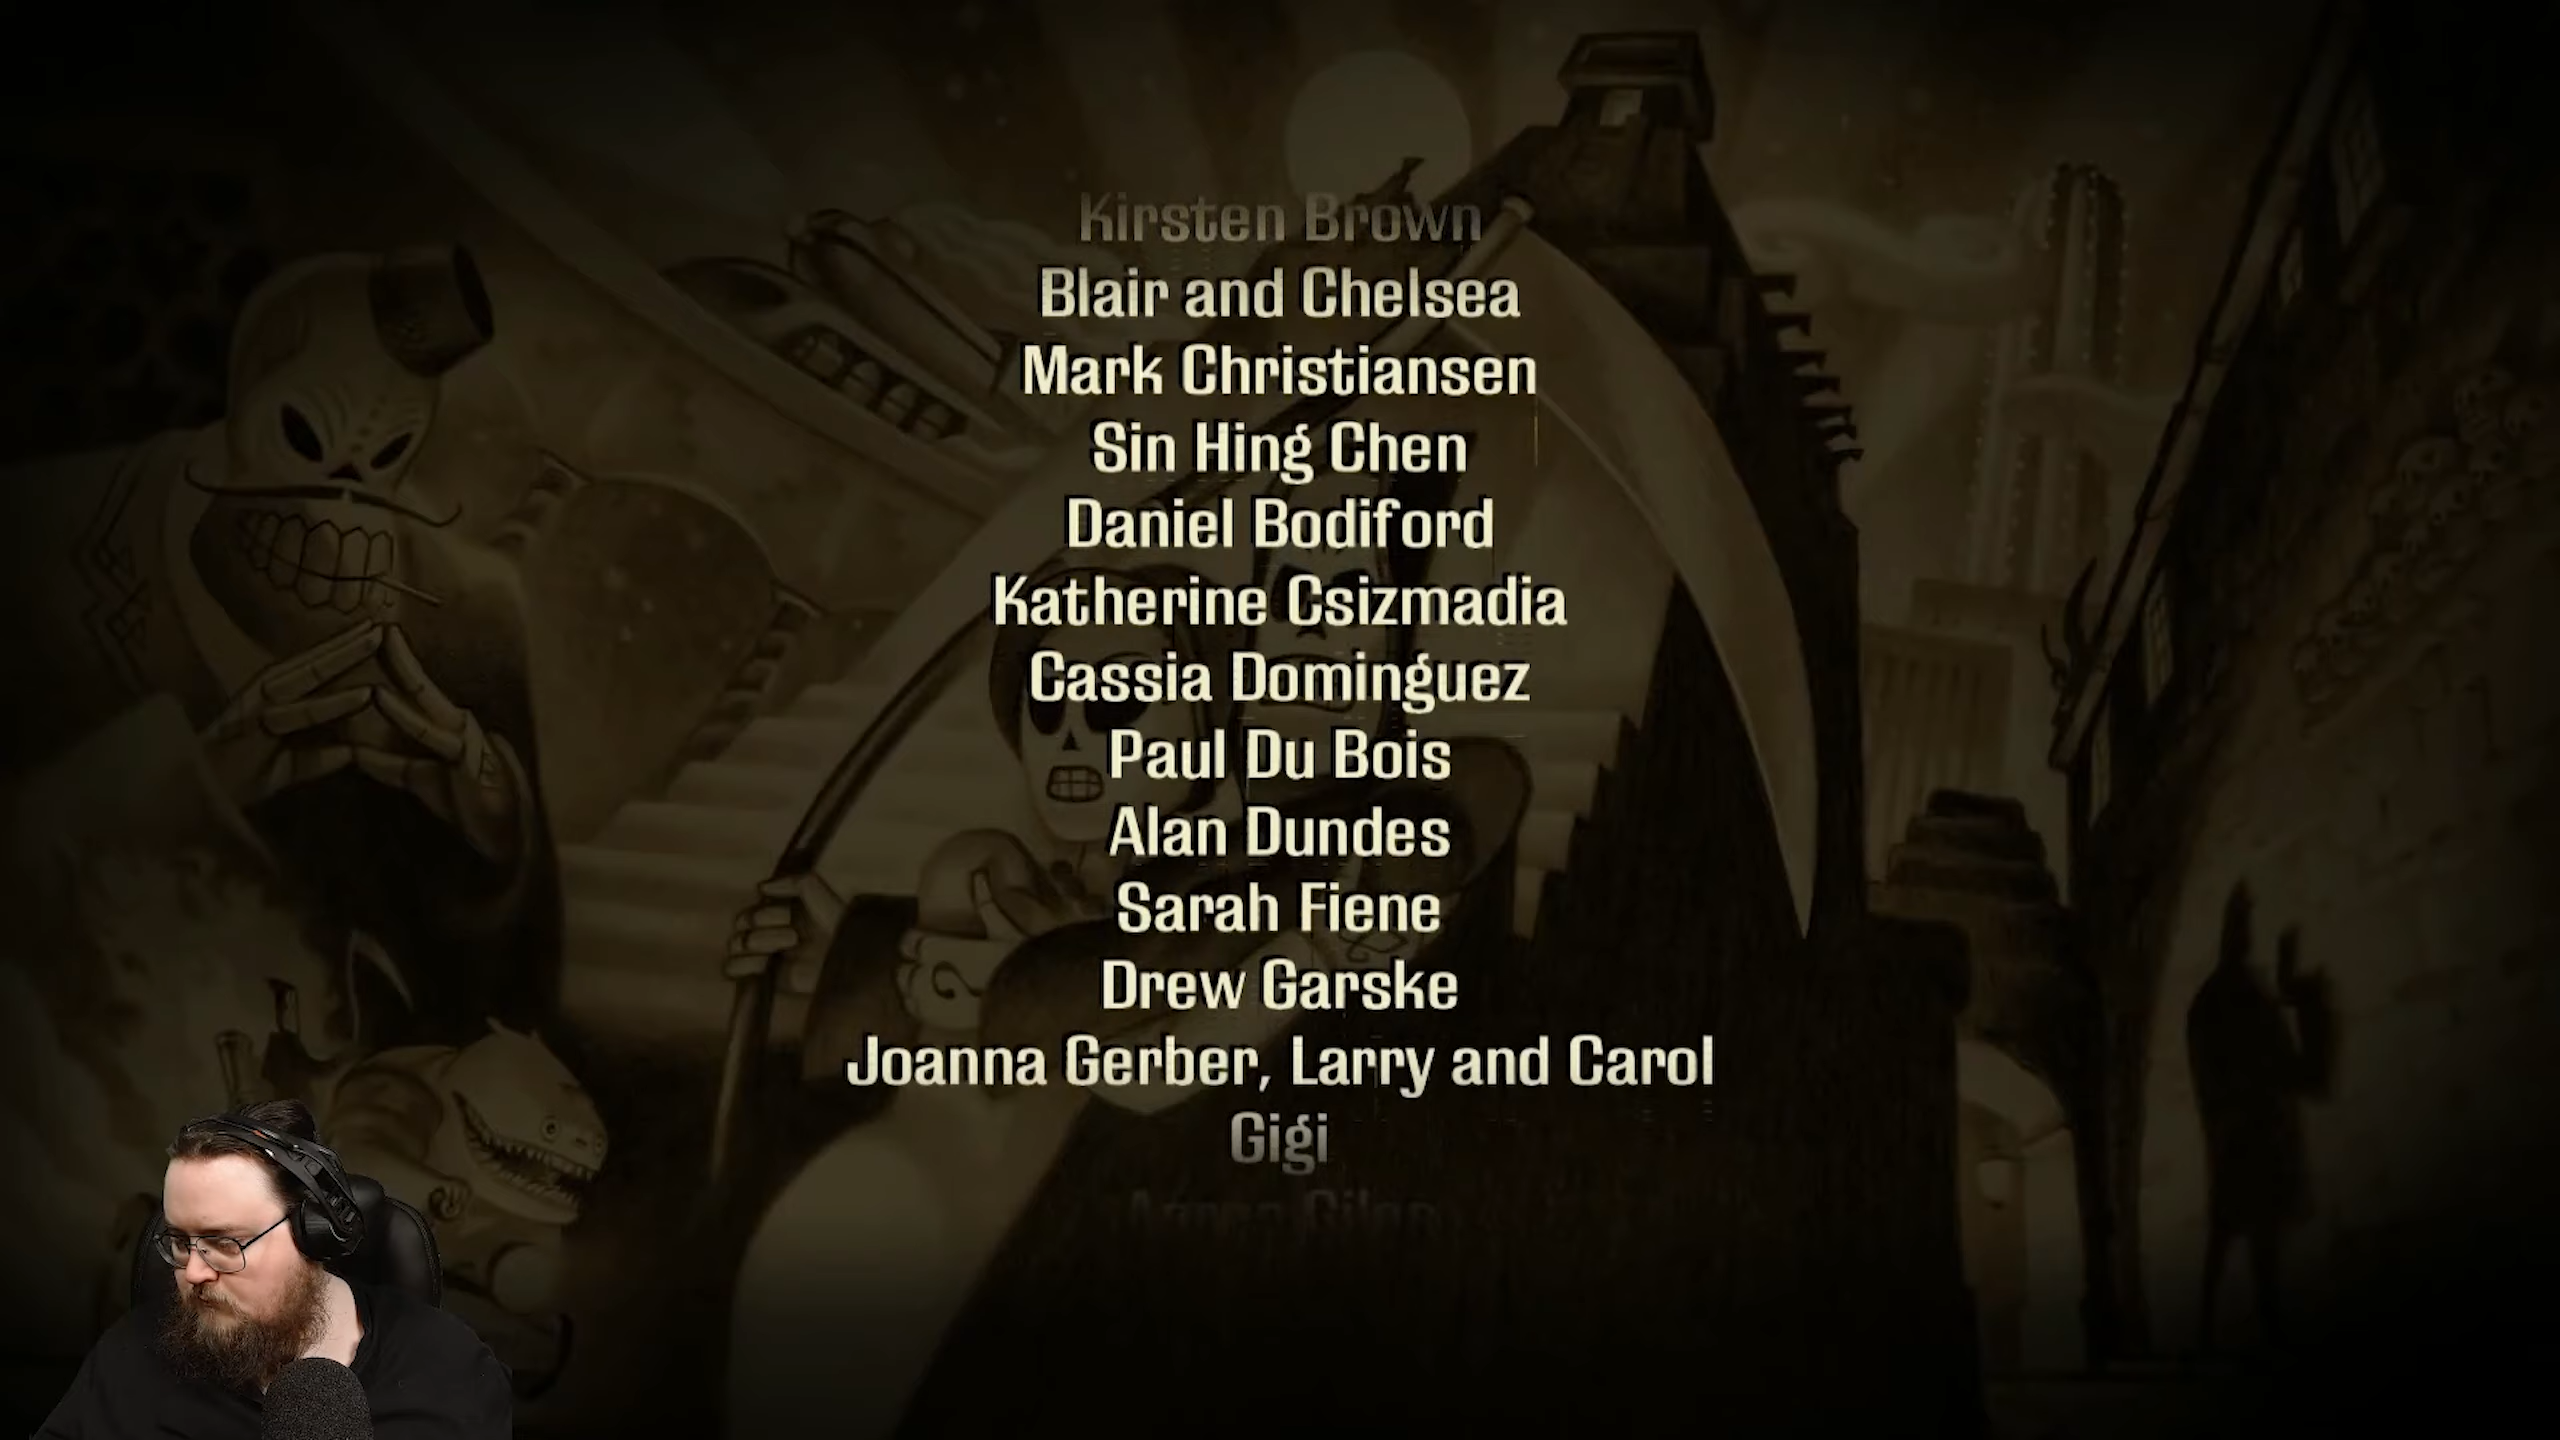 Kirsten Brown
Blair and Chelsea
Mark Christiansen
Sin Hing Chen
Daniel Bodiford
Katherine Csizmadia
Cassia Dominguez
Paul Du Bois
Alan Dundes
Sarah Fiene
Drew Garske
Joanna Gerber, Larry and Carol
Gigi